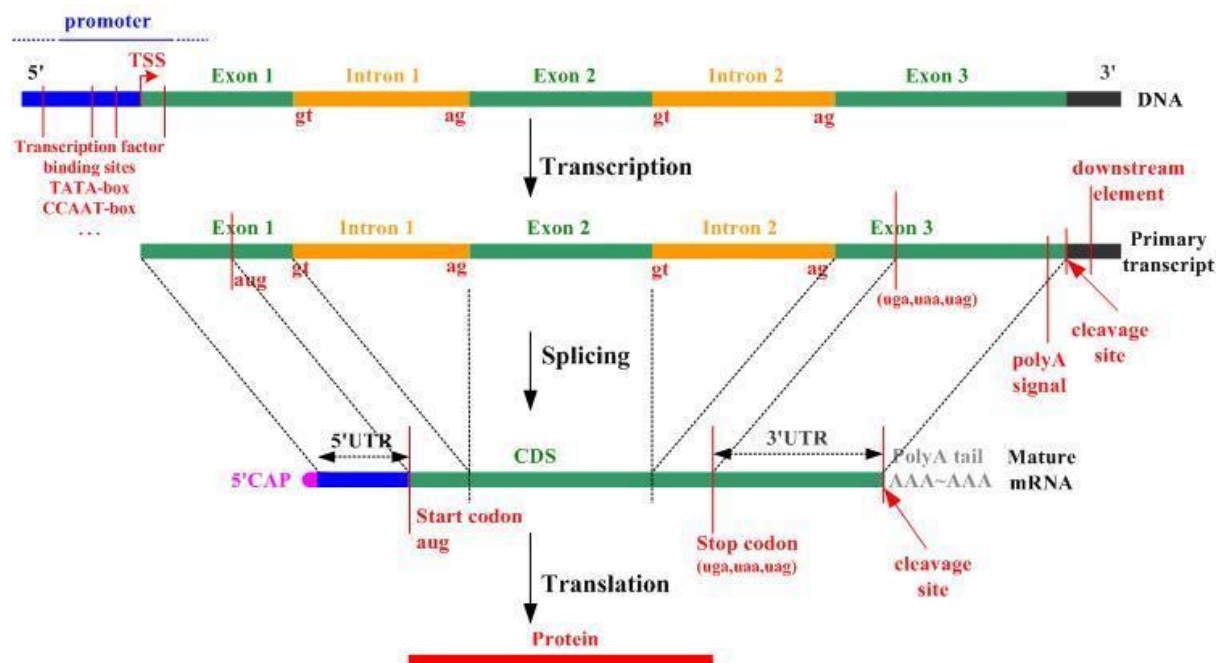 promoter
5'
TSS
Exon 1
Intron 1
Exon 2
Intron 2
Exon 3
3'
DNA
gt
ag
gt
ag
Transcription factor
binding sites
TATA-box
CCAAT-box
...
Transcription
downstream
element
Exon 1
Intron 1
Exon 2
Intron 2
Exon 3
Primary
transcript
aug
gt
ag
gt
ag
(uga,uaa,uag)
cleavage
site
polyA
signal
Splicing
5'UTR
CDS
3'UTR
5'CAP
PolyA tail
AAA~AAA
Mature
mRNA
Start codon
aug
Stop codon
(uga,uaa,uag)
cleavage
site
Translation
Protein